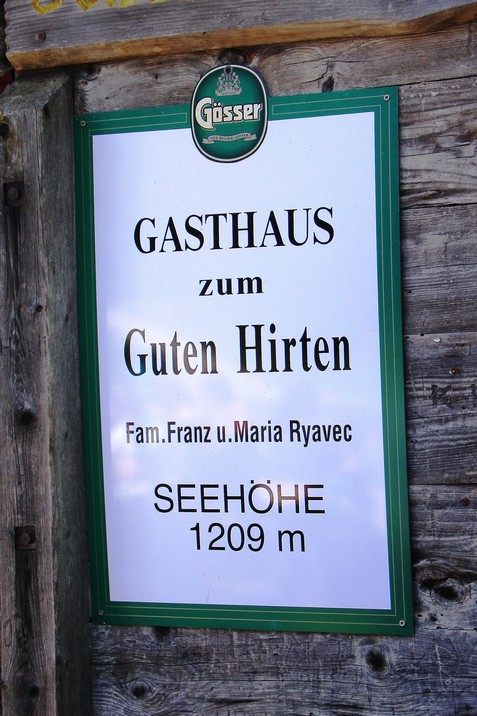 Gösser
GASTHAUS
zum
Guten Hirten
Fam.Franz u.Maria Ryavec
SEEHÖHE
1209 m